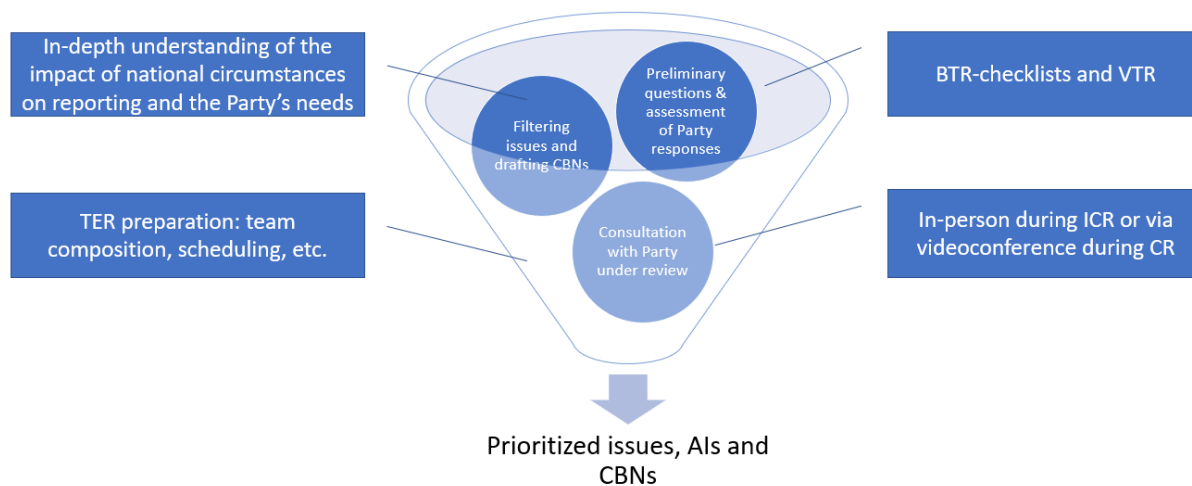 In-depth understanding of the
impact of national circumstances
on reporting and the Party's needs
TER preparation: team
composition, scheduling, etc.
Filtering
issues and
drafting CBNs
Preliminary
questions &
assessment
of Party
responses
Consultation
with Party
under review
BTR-checklists and VTR
In-person during ICR or via
videoconference during CR
Prioritized issues, AIs and
CBNs